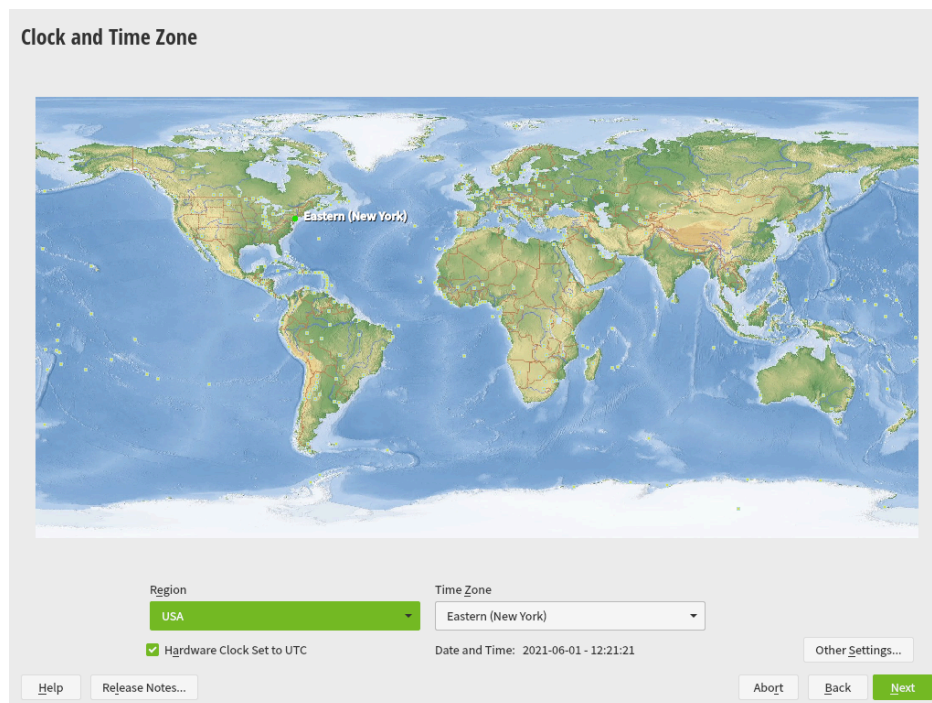 Clock and Time Zone
Eastern (New York)
Region
Time Zone
USA
Eastern (New York)
Hardware Clock Set to UTC
Date and Time: 2021-06-01 - 12:21:21
Other Settings...
Help
Release Notes...
Abort
Back
Next